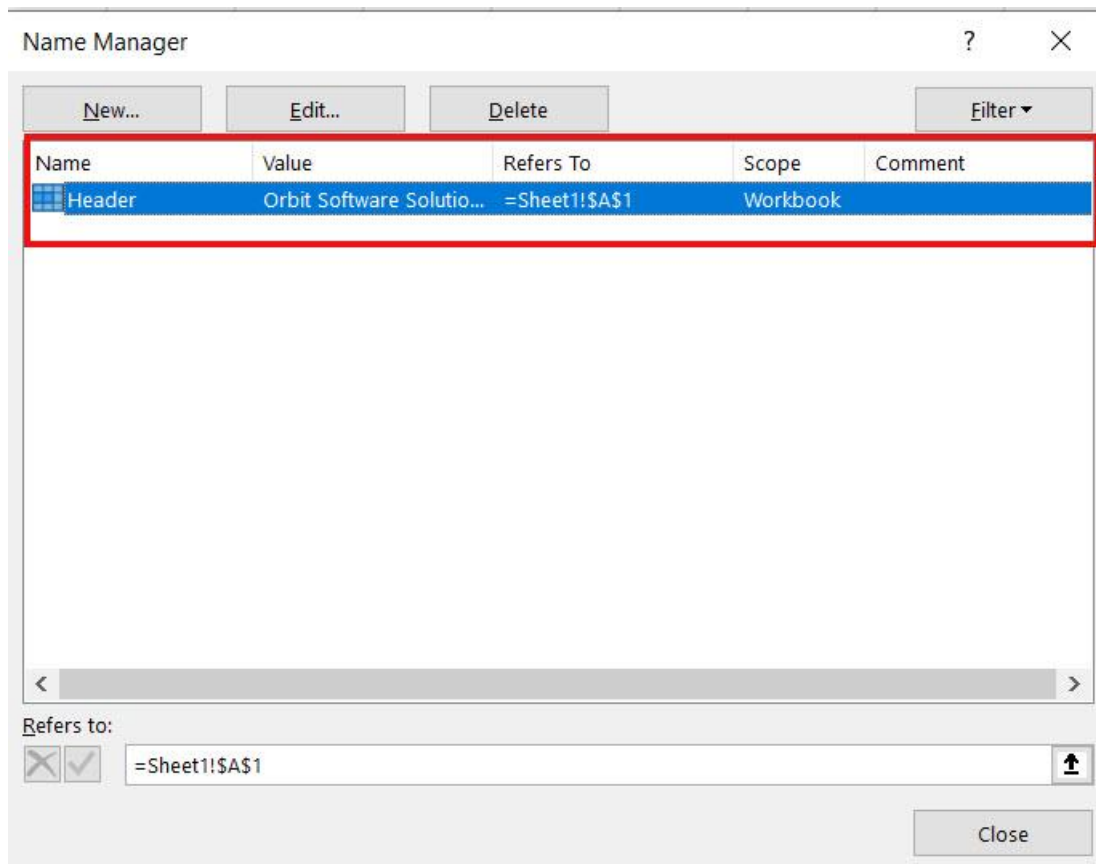 Name Manager ? ×
New... Edit... Delete Filter
Name Value Refers To Scope Comment
Header Orbit Software Solutio... =Sheet1!$A$1 Workbook
Refers to:
=Sheet1!$A$1
Close